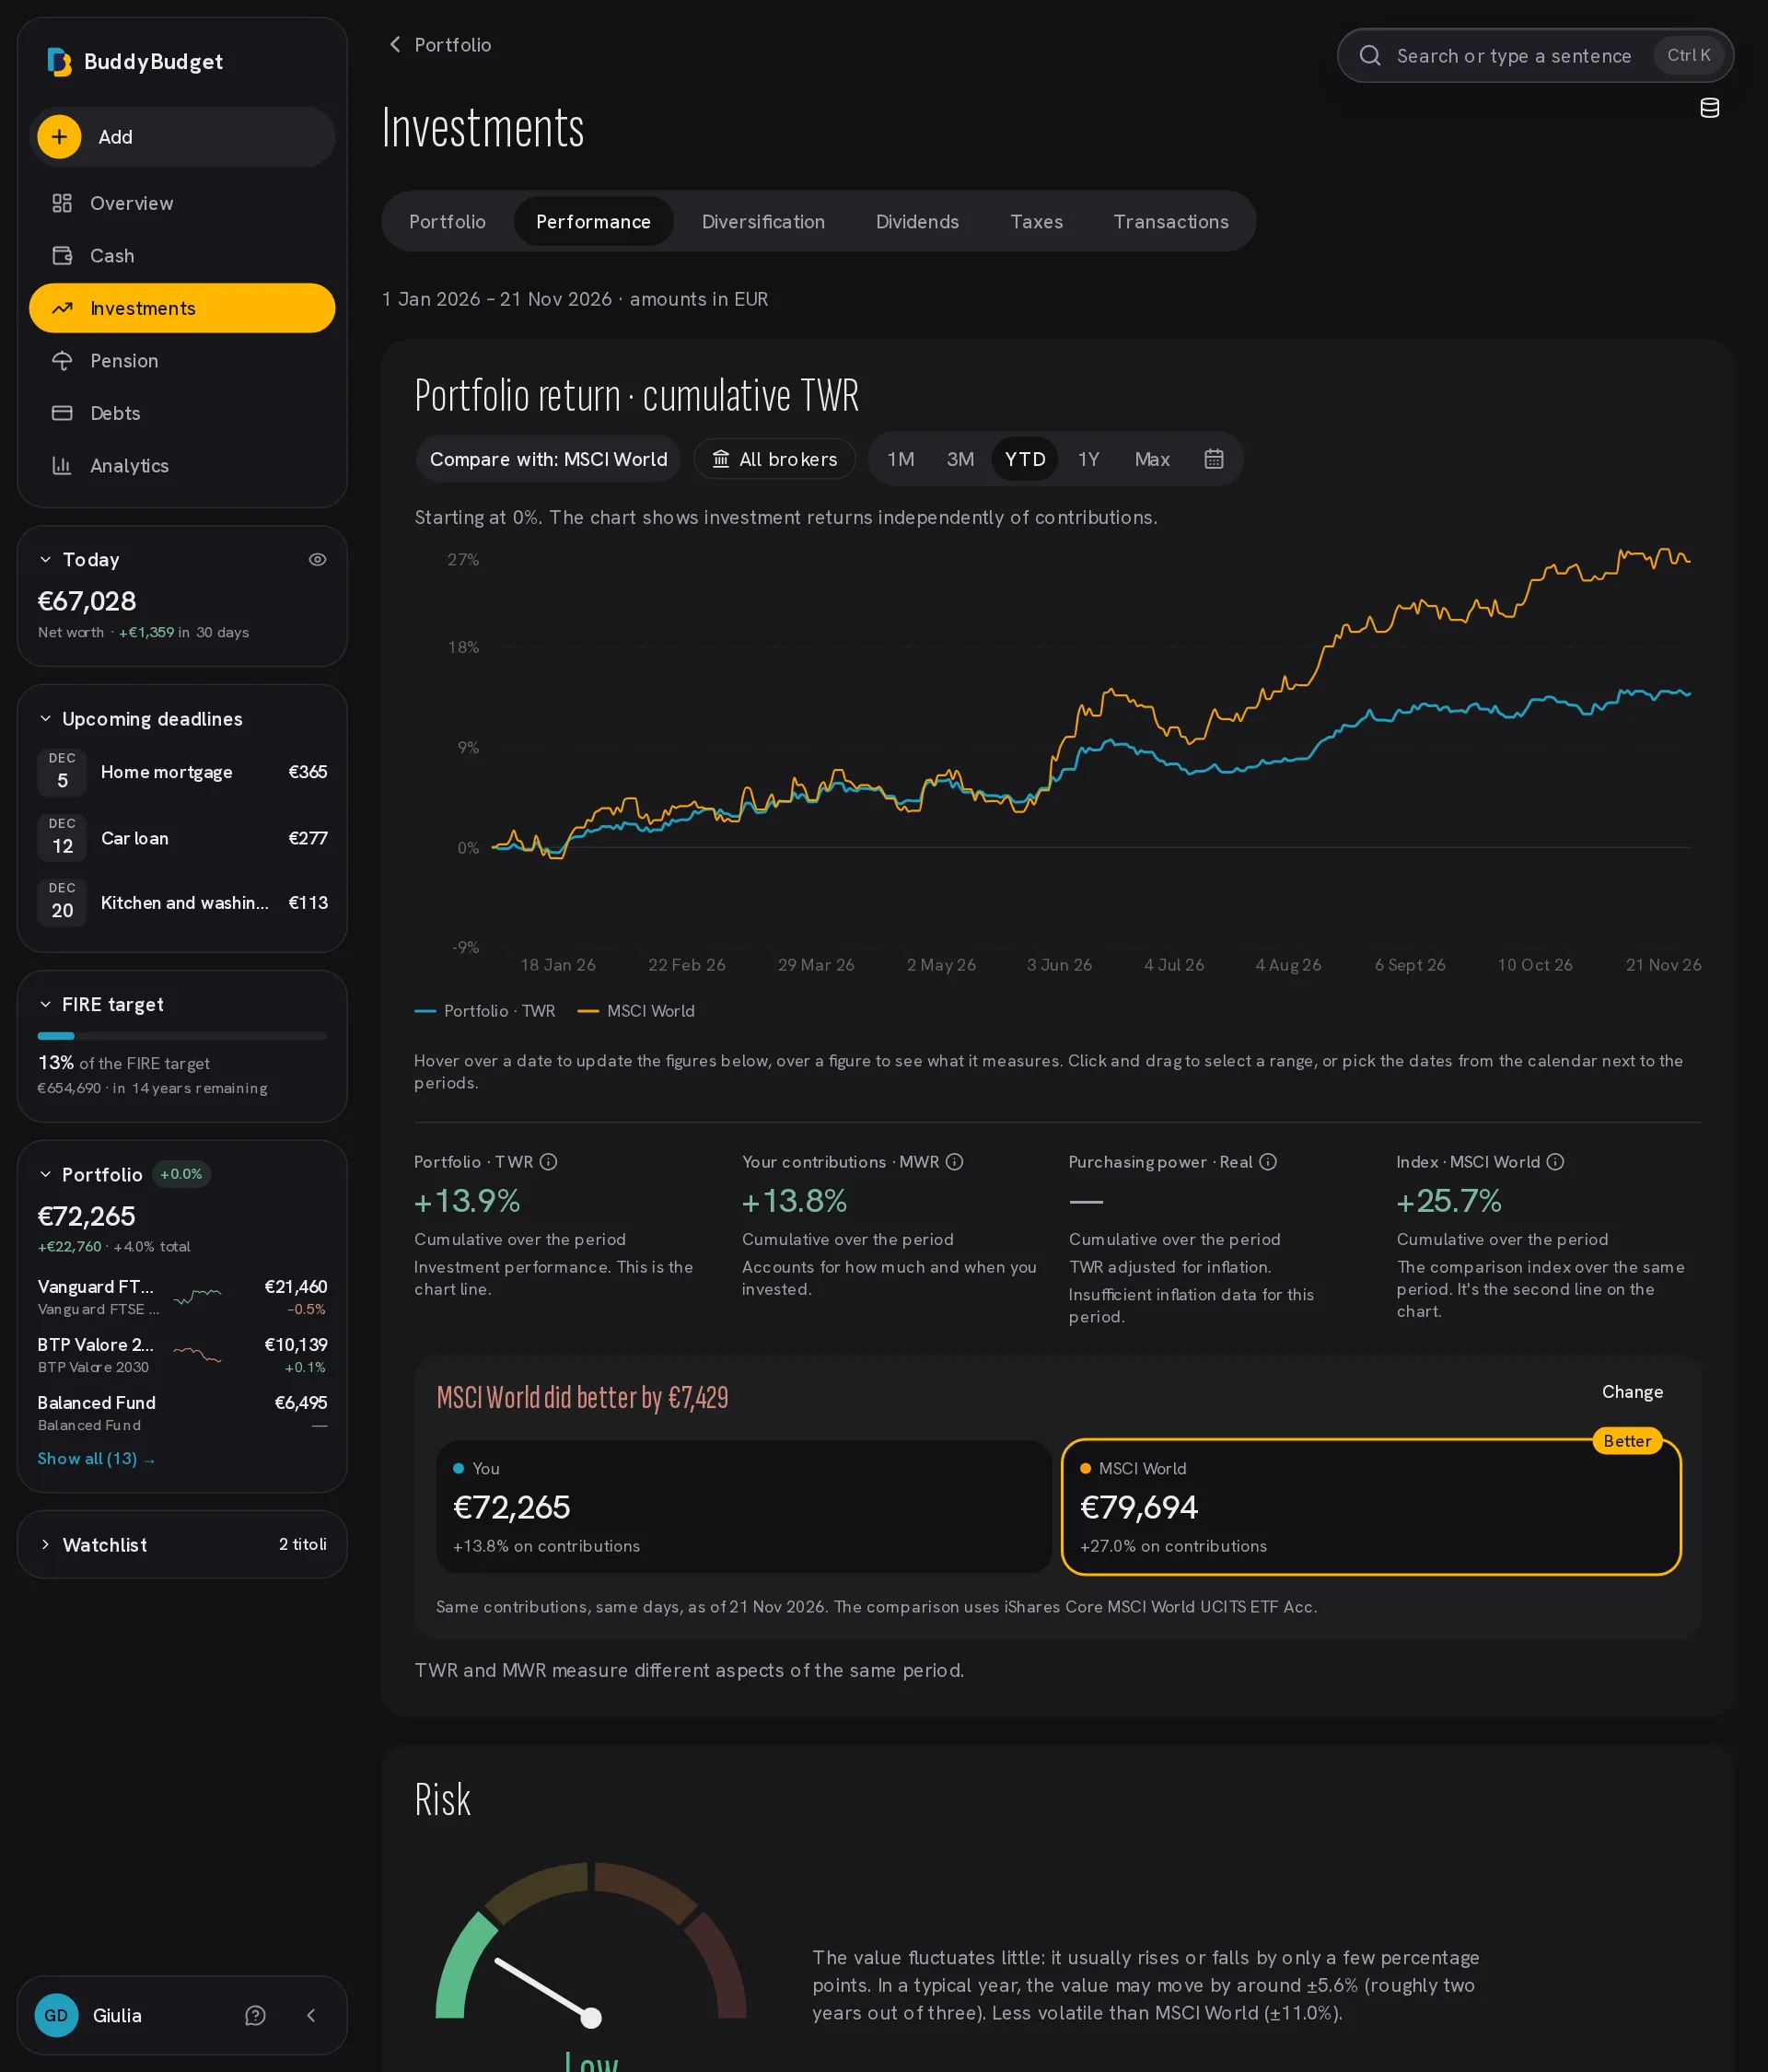 BuddyBudget
Add
Overview
Cash
Investments
Pension
Debts
Analytics
Today
€67,028
Net worth · +€1,359 in 30 days
Upcoming deadlines
DEC
5
Home mortgage
€365
DEC
12
Car loan
€277
DEC
20
Kitchen and washin...
€113
FIRE target
13% of the FIRE target
€654,690 · in 14 years remaining
Portfolio
+0.0%
€72,265
+€22,760 · +4.0% total
Vanguard FT...
€21,460
Vanguard FTSE ...
-0.5%
BTP Valore 2...
€10,139
BTP Valore 2030
+0.1%
Balanced Fund
€6,495
Balanced Fund
—
Show all (13) →
Watchlist
2 titoli
GD
Giulia
Portfolio
Search or type a sentence
Ctrl K
Investments
Portfolio
Performance
Diversification
Dividends
Taxes
Transactions
1 Jan 2026 – 21 Nov 2026 · amounts in EUR
Portfolio return · cumulative TWR
Compare with: MSCI World
All brokers
1M
3M
YTD
1Y
Max
Starting at 0%. The chart shows investment returns independently of contributions.
27%
18%
9%
0%
-9%
18 Jan 26
22 Feb 26
29 Mar 26
2 May 26
3 Jun 26
4 Jul 26
4 Aug 26
6 Sept 26
10 Oct 26
21 Nov 26
Portfolio · TWR
MSCI World
Hover over a date to update the figures below, over a figure to see what it measures. Click and drag to select a range, or pick the dates from the calendar next to the
periods.
Portfolio · TWR
+13.9%
Cumulative over the period
Investment performance. This is the
chart line.
Your contributions · MWR
+13.8%
Cumulative over the period
Accounts for how much and when you
invested.
Purchasing power · Real
—
Cumulative over the period
TWR adjusted for inflation.
Insufficient inflation data for this
period.
Index · MSCI World
+25.7%
Cumulative over the period
The comparison index over the same
period. It's the second line on the
chart.
MSCI World did better by €7,429
Change
You
€72,265
+13.8% on contributions
Better
MSCI World
€79,694
+27.0% on contributions
Same contributions, same days, as of 21 Nov 2026. The comparison uses iShares Core MSCI World UCITS ETF Acc.
TWR and MWR measure different aspects of the same period.
Risk
The value fluctuates little: it usually rises or falls by only a few percentage
points. In a typical year, the value may move by around ±5.6% (roughly two
years out of three). Less volatile than MSCI World (±11.0%).
Low